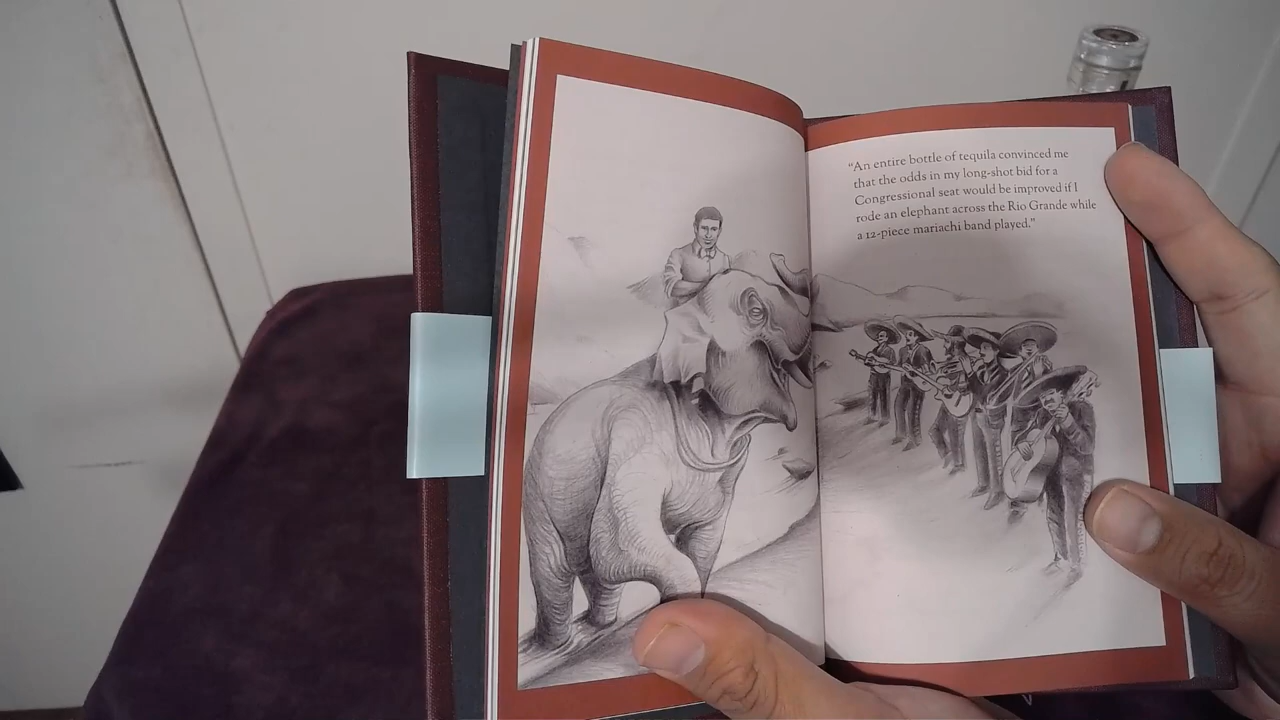 “An entire bottle of tequila convinced me
that the odds in my long-shot bid for a
Congressional seat would be improved if I
rode an elephant across the Rio Grande while
a 12-piece mariachi band played.”